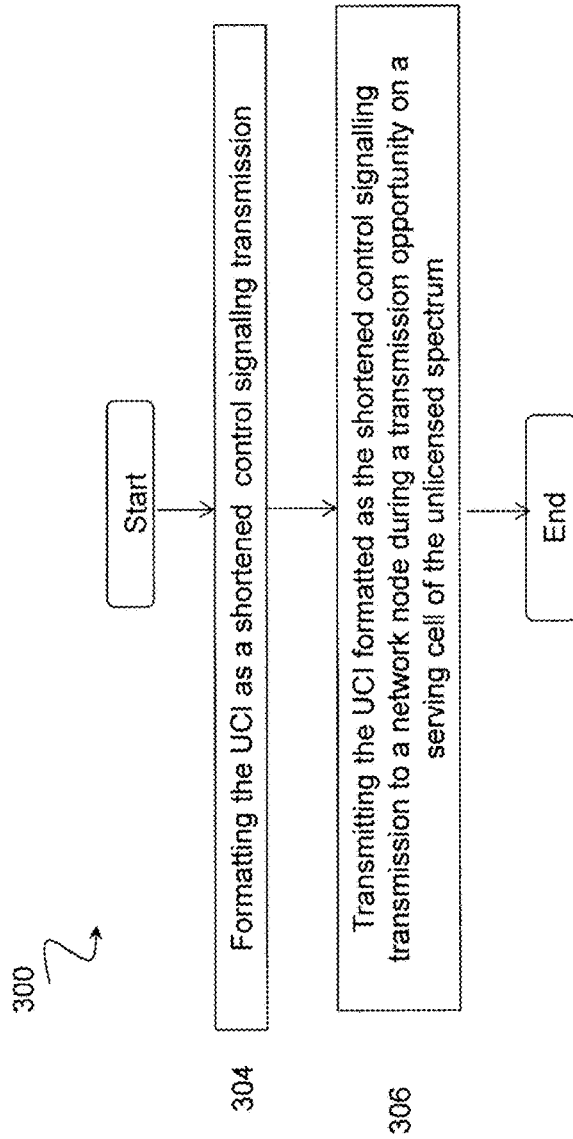 300
Start
304
Formatting the UCI as a shortened control signaling transmission
306
Transmitting the UCI formatted as the shortened control signalling
transmission to a network node during a transmission opportunity on a
serving cell of the unlicensed spectrum
End